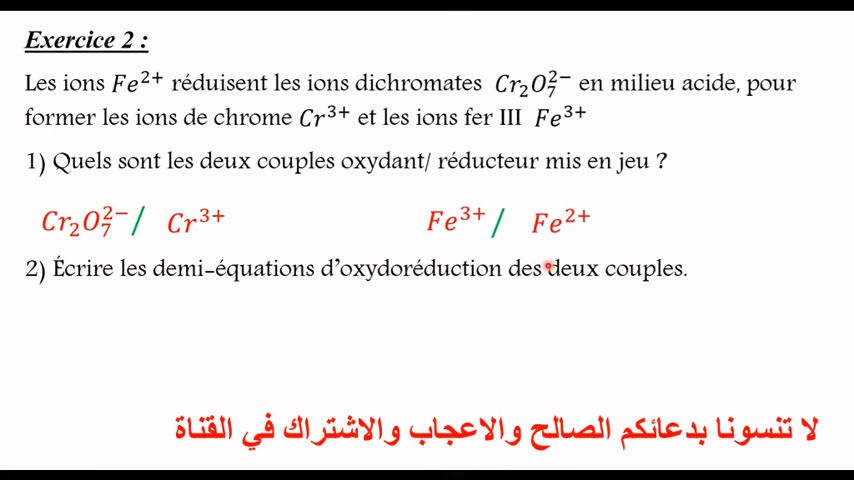 Exercice 2 :
Les ions Fe²⁺ réduisent les ions dichromates Cr₂O₇²⁻ en milieu acide, pour
former les ions de chrome Cr³⁺ et les ions fer III Fe³⁺
1) Quels sont les deux couples oxydant/ réducteur mis en jeu ?
Cr₂O₇²⁻ / Cr³⁺ Fe³⁺ / Fe²⁺
2) Écrire les demi-équations d’oxydoréduction des deux couples.
لا تنسونا بدعائكم الصالح والاعجاب والاشتراك في القناة